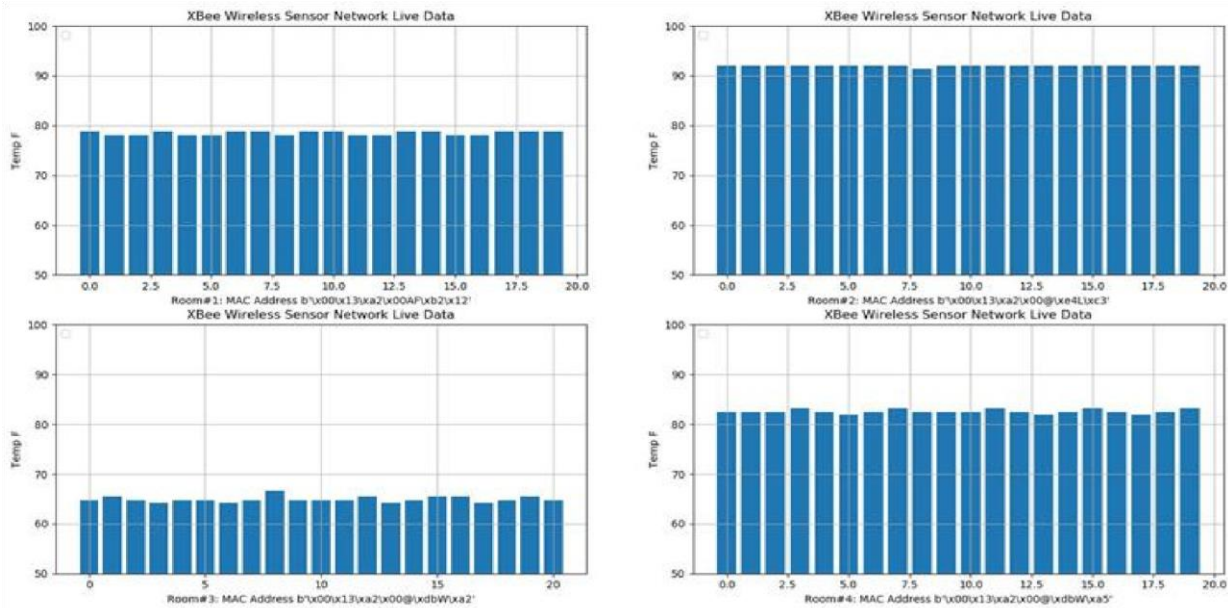 XBee Wireless Sensor Network Live Data
100
90
80
70
60
50
Temp F
0.0 2.5 5.0 7.5 10.0 12.5 15.0 17.5 20.0
Room#1: MAC Address b'\x00\x13\xa2\x00AF\xb2\x12'
XBee Wireless Sensor Network Live Data
100
90
80
70
60
50
Temp F
0.0 2.5 5.0 7.5 10.0 12.5 15.0 17.5 20.0
Room#2: MAC Address b'\x00\x13\xa2\x00@\xe4L\xc3'
XBee Wireless Sensor Network Live Data
100
90
80
70
60
50
Temp F
0 5 10 15 20
Room#3: MAC Address b'\x00\x13\xa2\x00@\xdbW\xa2'
XBee Wireless Sensor Network Live Data
100
90
80
70
60
50
Temp F
0.0 2.5 5.0 7.5 10.0 12.5 15.0 17.5 20.0
Room#4: MAC Address b'\x00\x13\xa2\x00@\xdbW\xa5'